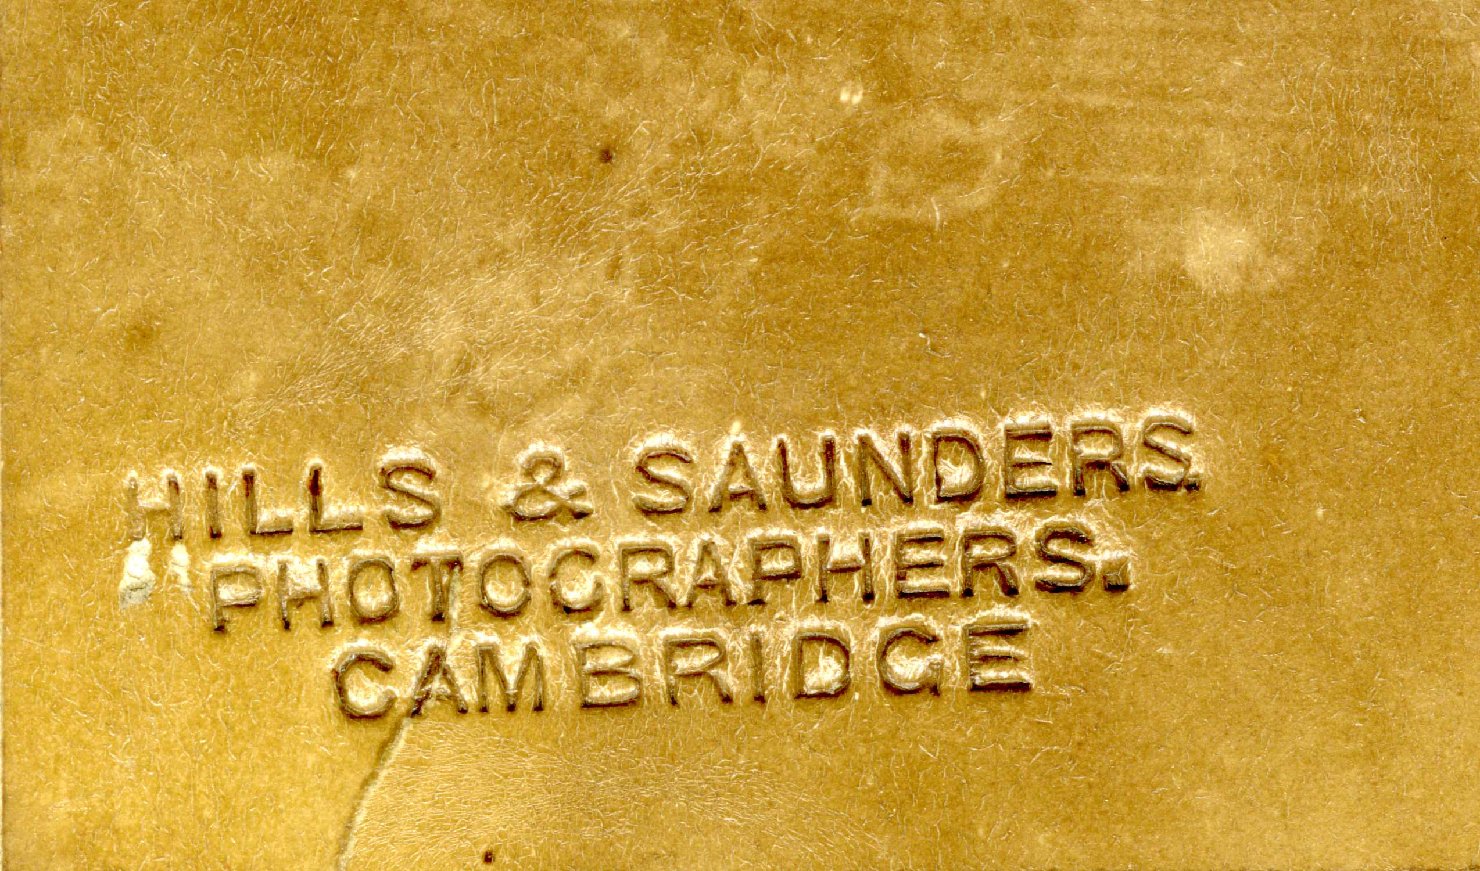 HILLS & SAUNDERS.
PHOTOGRAPHERS.
CAMBRIDGE